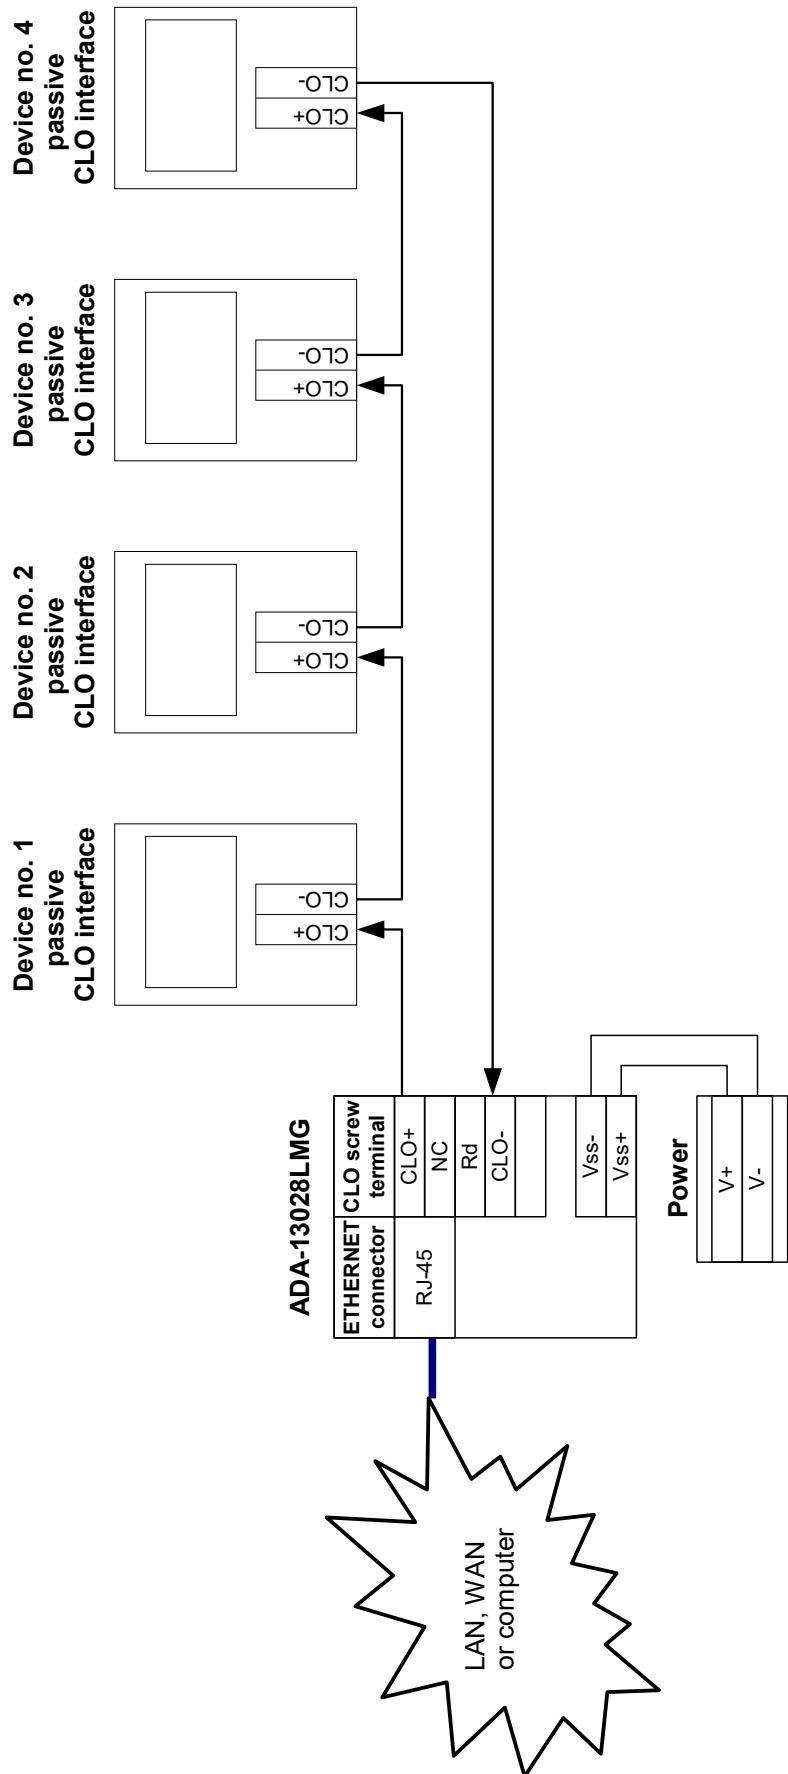 LAN, WAN
or computer
ADA-13028LMG
ETHERNET
connector
RJ-45
CLO screw
terminal
CLO+
NC
Rd
CLO-
Vss-
Vss+
Power
V+
V-
Device no. 1
passive
CLO interface
CLO+
CLO-
Device no. 2
passive
CLO interface
CLO+
CLO-
Device no. 3
passive
CLO interface
CLO+
CLO-
Device no. 4
passive
CLO interface
CLO+
CLO-